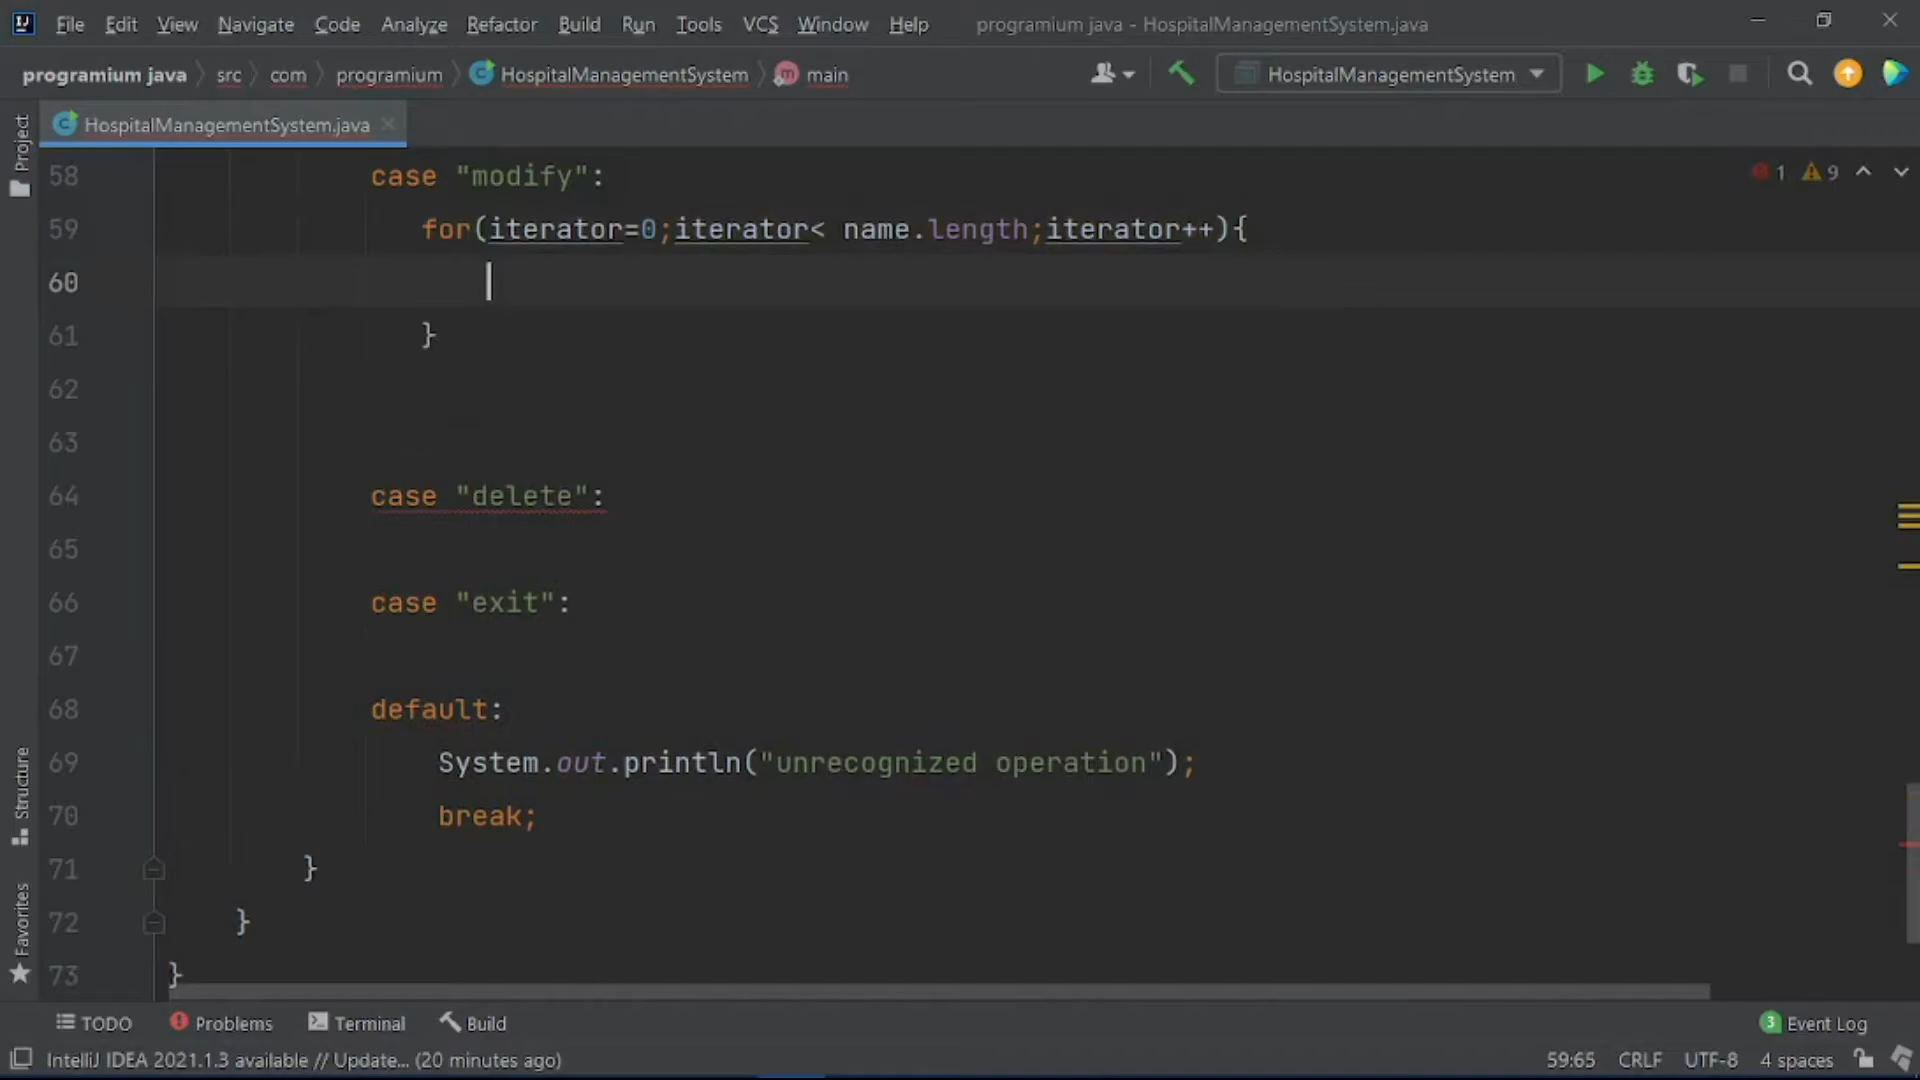 File Edit View Navigate Code Analyze Refactor Build Run Tools VCS Window Help programium java - HospitalManagementSystem.java
programium java src com programium HospitalManagementSystem main HospitalManagementSystem
HospitalManagementSystem.java
Project
58 case "modify": 1 9
59 for(iterator=0;iterator< name.length;iterator++){
60
61 }
62
63
64 case "delete":
65
66 case "exit":
67
68 default:
69 System.out.println("unrecognized operation");
70 break;
71 }
72 }
73 }
Structure
Favorites
TODO Problems Terminal Build 3 Event Log
IntelliJ IDEA 2021.1.3 available // Update... (20 minutes ago) 59:65 CRLF UTF-8 4 spaces